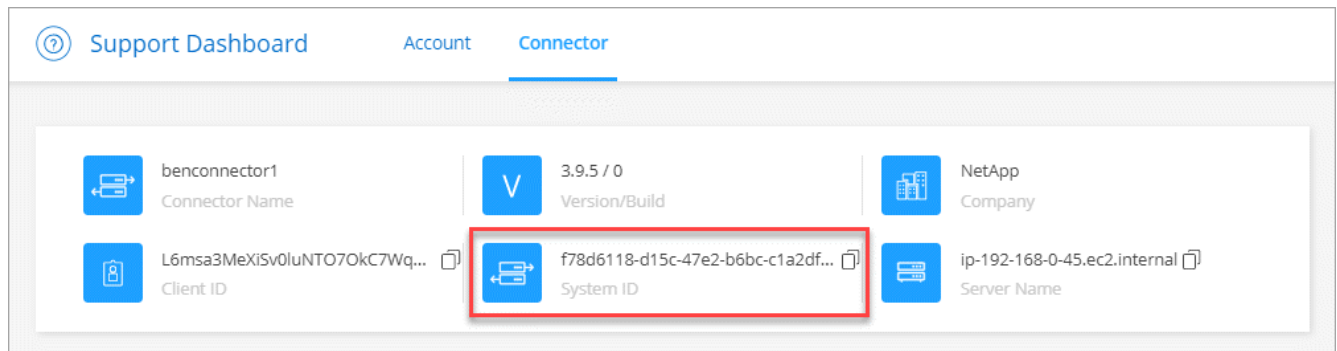 Support Dashboard
Account
Connector
benconnector1
Connector Name
V
3.9.5 / 0
Version/Build
NetApp
Company
L6msa3MeXiSv0luNTO7OkC7Wq...
Client ID
f78d6118-d15c-47e2-b6bc-c1a2df...
System ID
ip-192-168-0-45.ec2.internal
Server Name